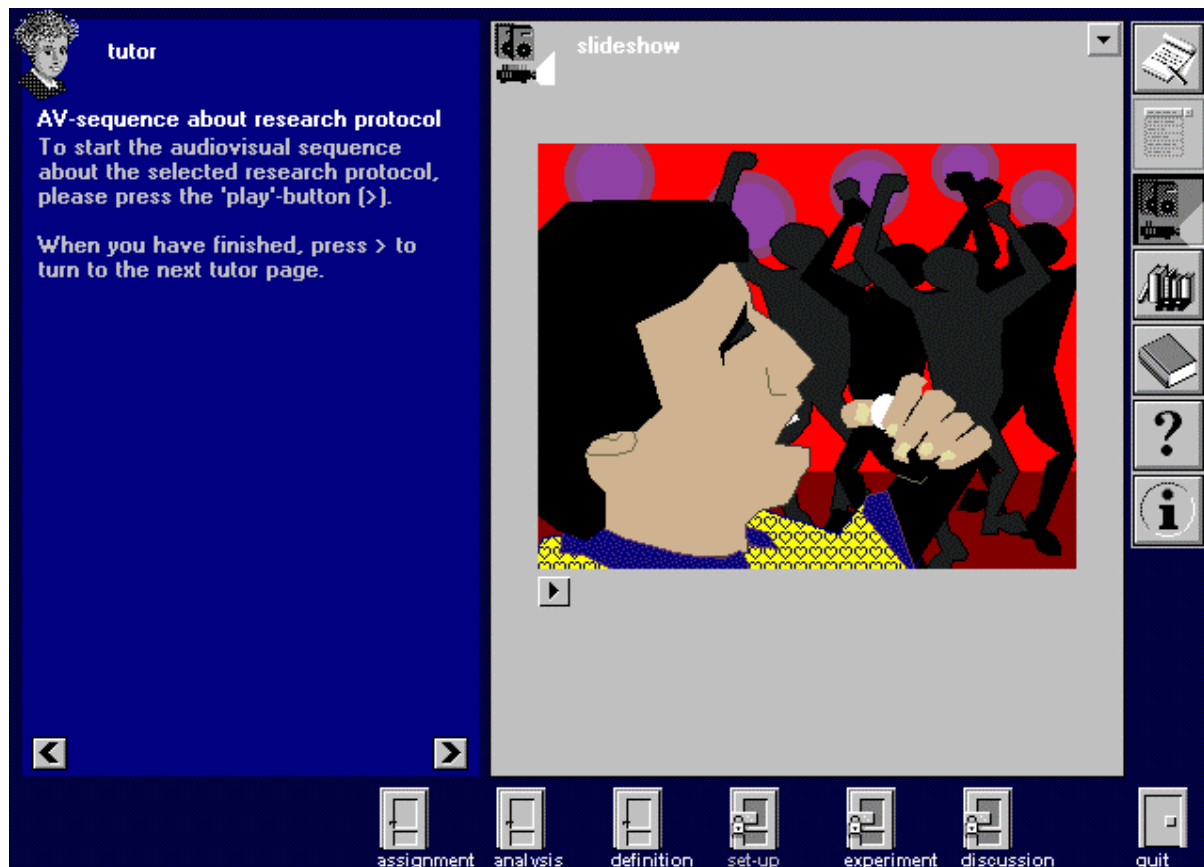 tutor
AV-sequence about research protocol
To start the audiovisual sequence
about the selected research protocol,
please press the 'play'-button (>).
When you have finished, press > to
turn to the next tutor page.
slideshow
?
i
assignment
analysis
definition
set-up
experiment
discussion
quit